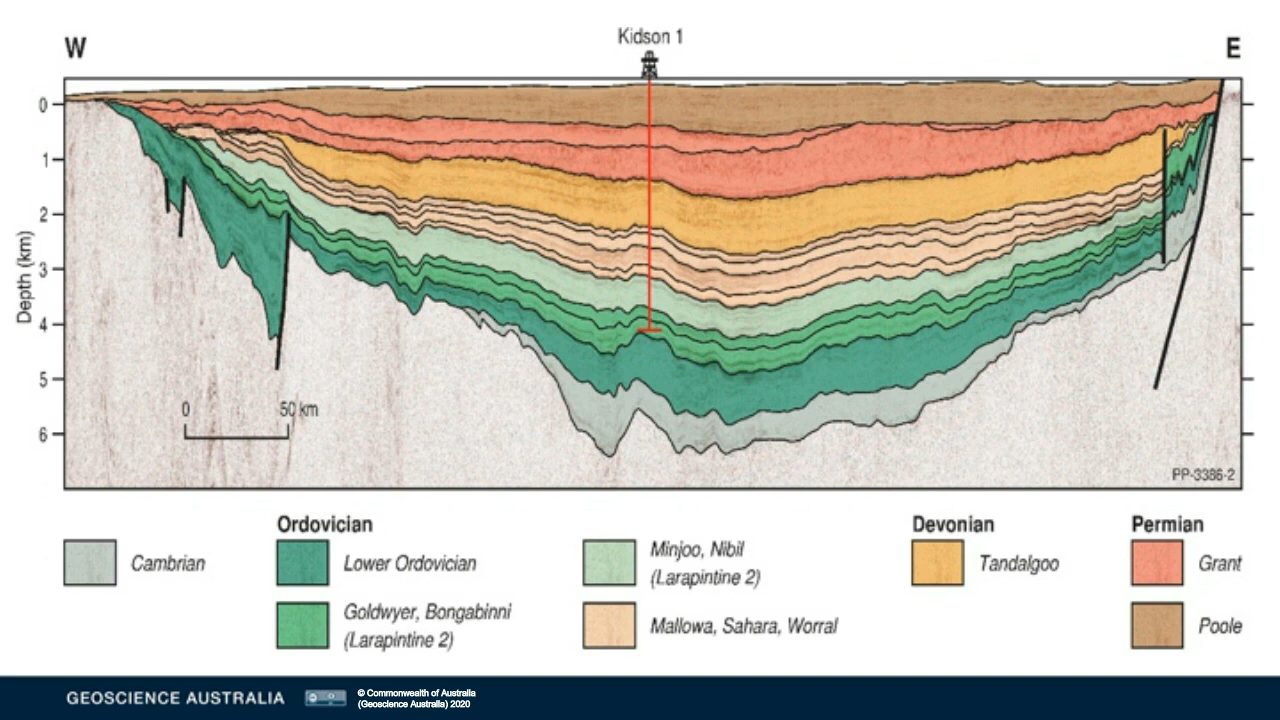 W
Kidson 1
E
0
1
2
3
4
5
6
Depth (km)
0
50 km
PP-3386-2
Ordovician
Devonian
Permian
Cambrian
Lower Ordovician
Minjoo, Nibil
(Larapintine 2)
Tandalgoo
Grant
Goldwyer, Bongabinni
(Larapintine 2)
Mallowa, Sahara, Worral
Poole
GEOSCIENCE AUSTRALIA
© Commonwealth of Australia
(Geoscience Australia) 2020